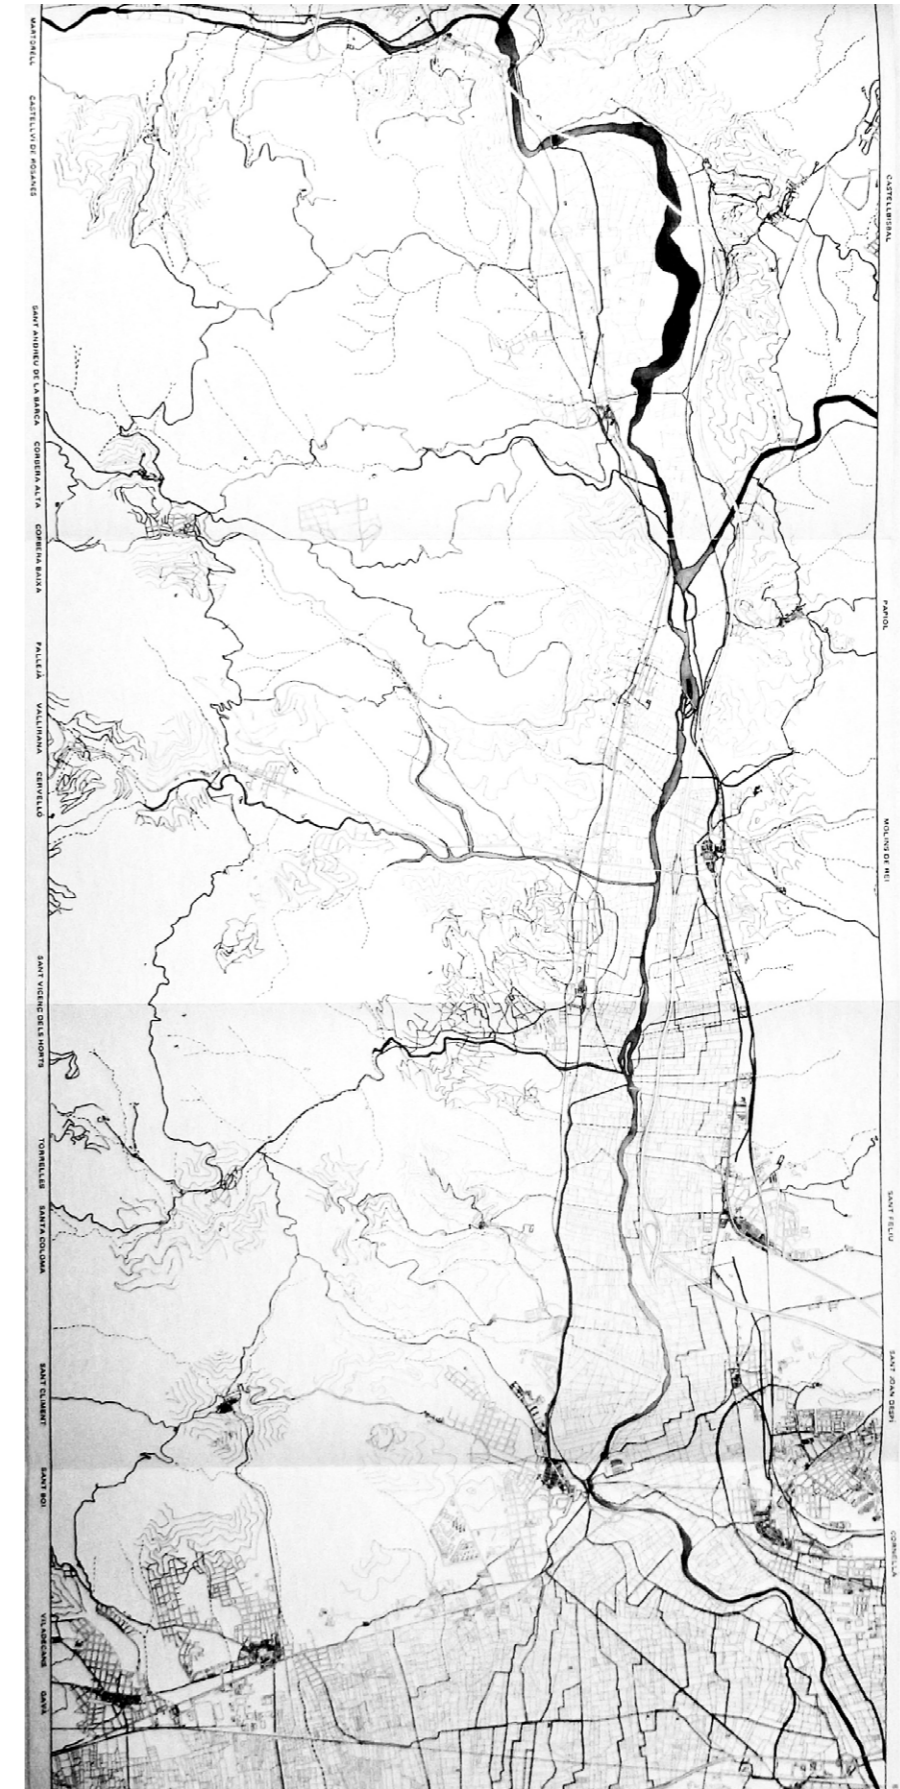 MARTORELL
CASTELLVI DE ROSANES
SANT ANDREU DE LA BARCA
CORBERA ALTA
CORBERA BAIXA
PALLEJÀ
VALLIRANA
CERVELLÓ
SANT VICENÇ DELS HORTS
TORRELLES
SANTA COLOMA
SANT CLIMENT
SANT BOI
VILADECANS
GAVÀ
CASTELLBISBAL
PAPIOL
MOLINS DE REI
SANT FELIU
SANT JOAN DESPÍ
CORNELLÀ